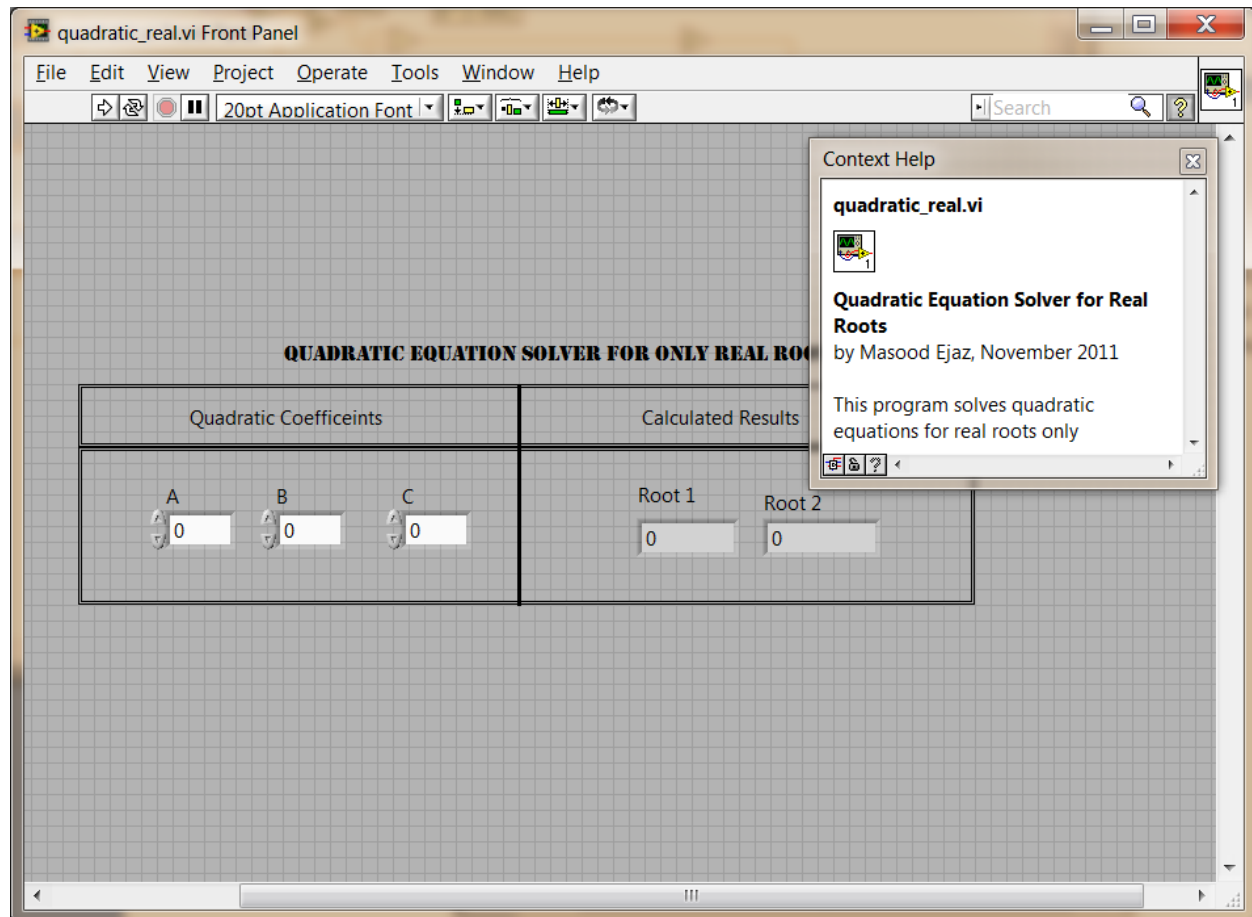 quadratic_real.vi Front Panel
File Edit View Project Operate Tools Window Help
20pt Application Font
Search
1
Context Help
quadratic_real.vi
1
Quadratic Equation Solver for Real
Roots
by Masood Ejaz, November 2011
This program solves quadratic
equations for real roots only
QUADRATIC EQUATION SOLVER FOR ONLY REAL ROO
Quadratic Coefficeints
Calculated Results
A B C
0 0 0
Root 1 Root 2
0 0